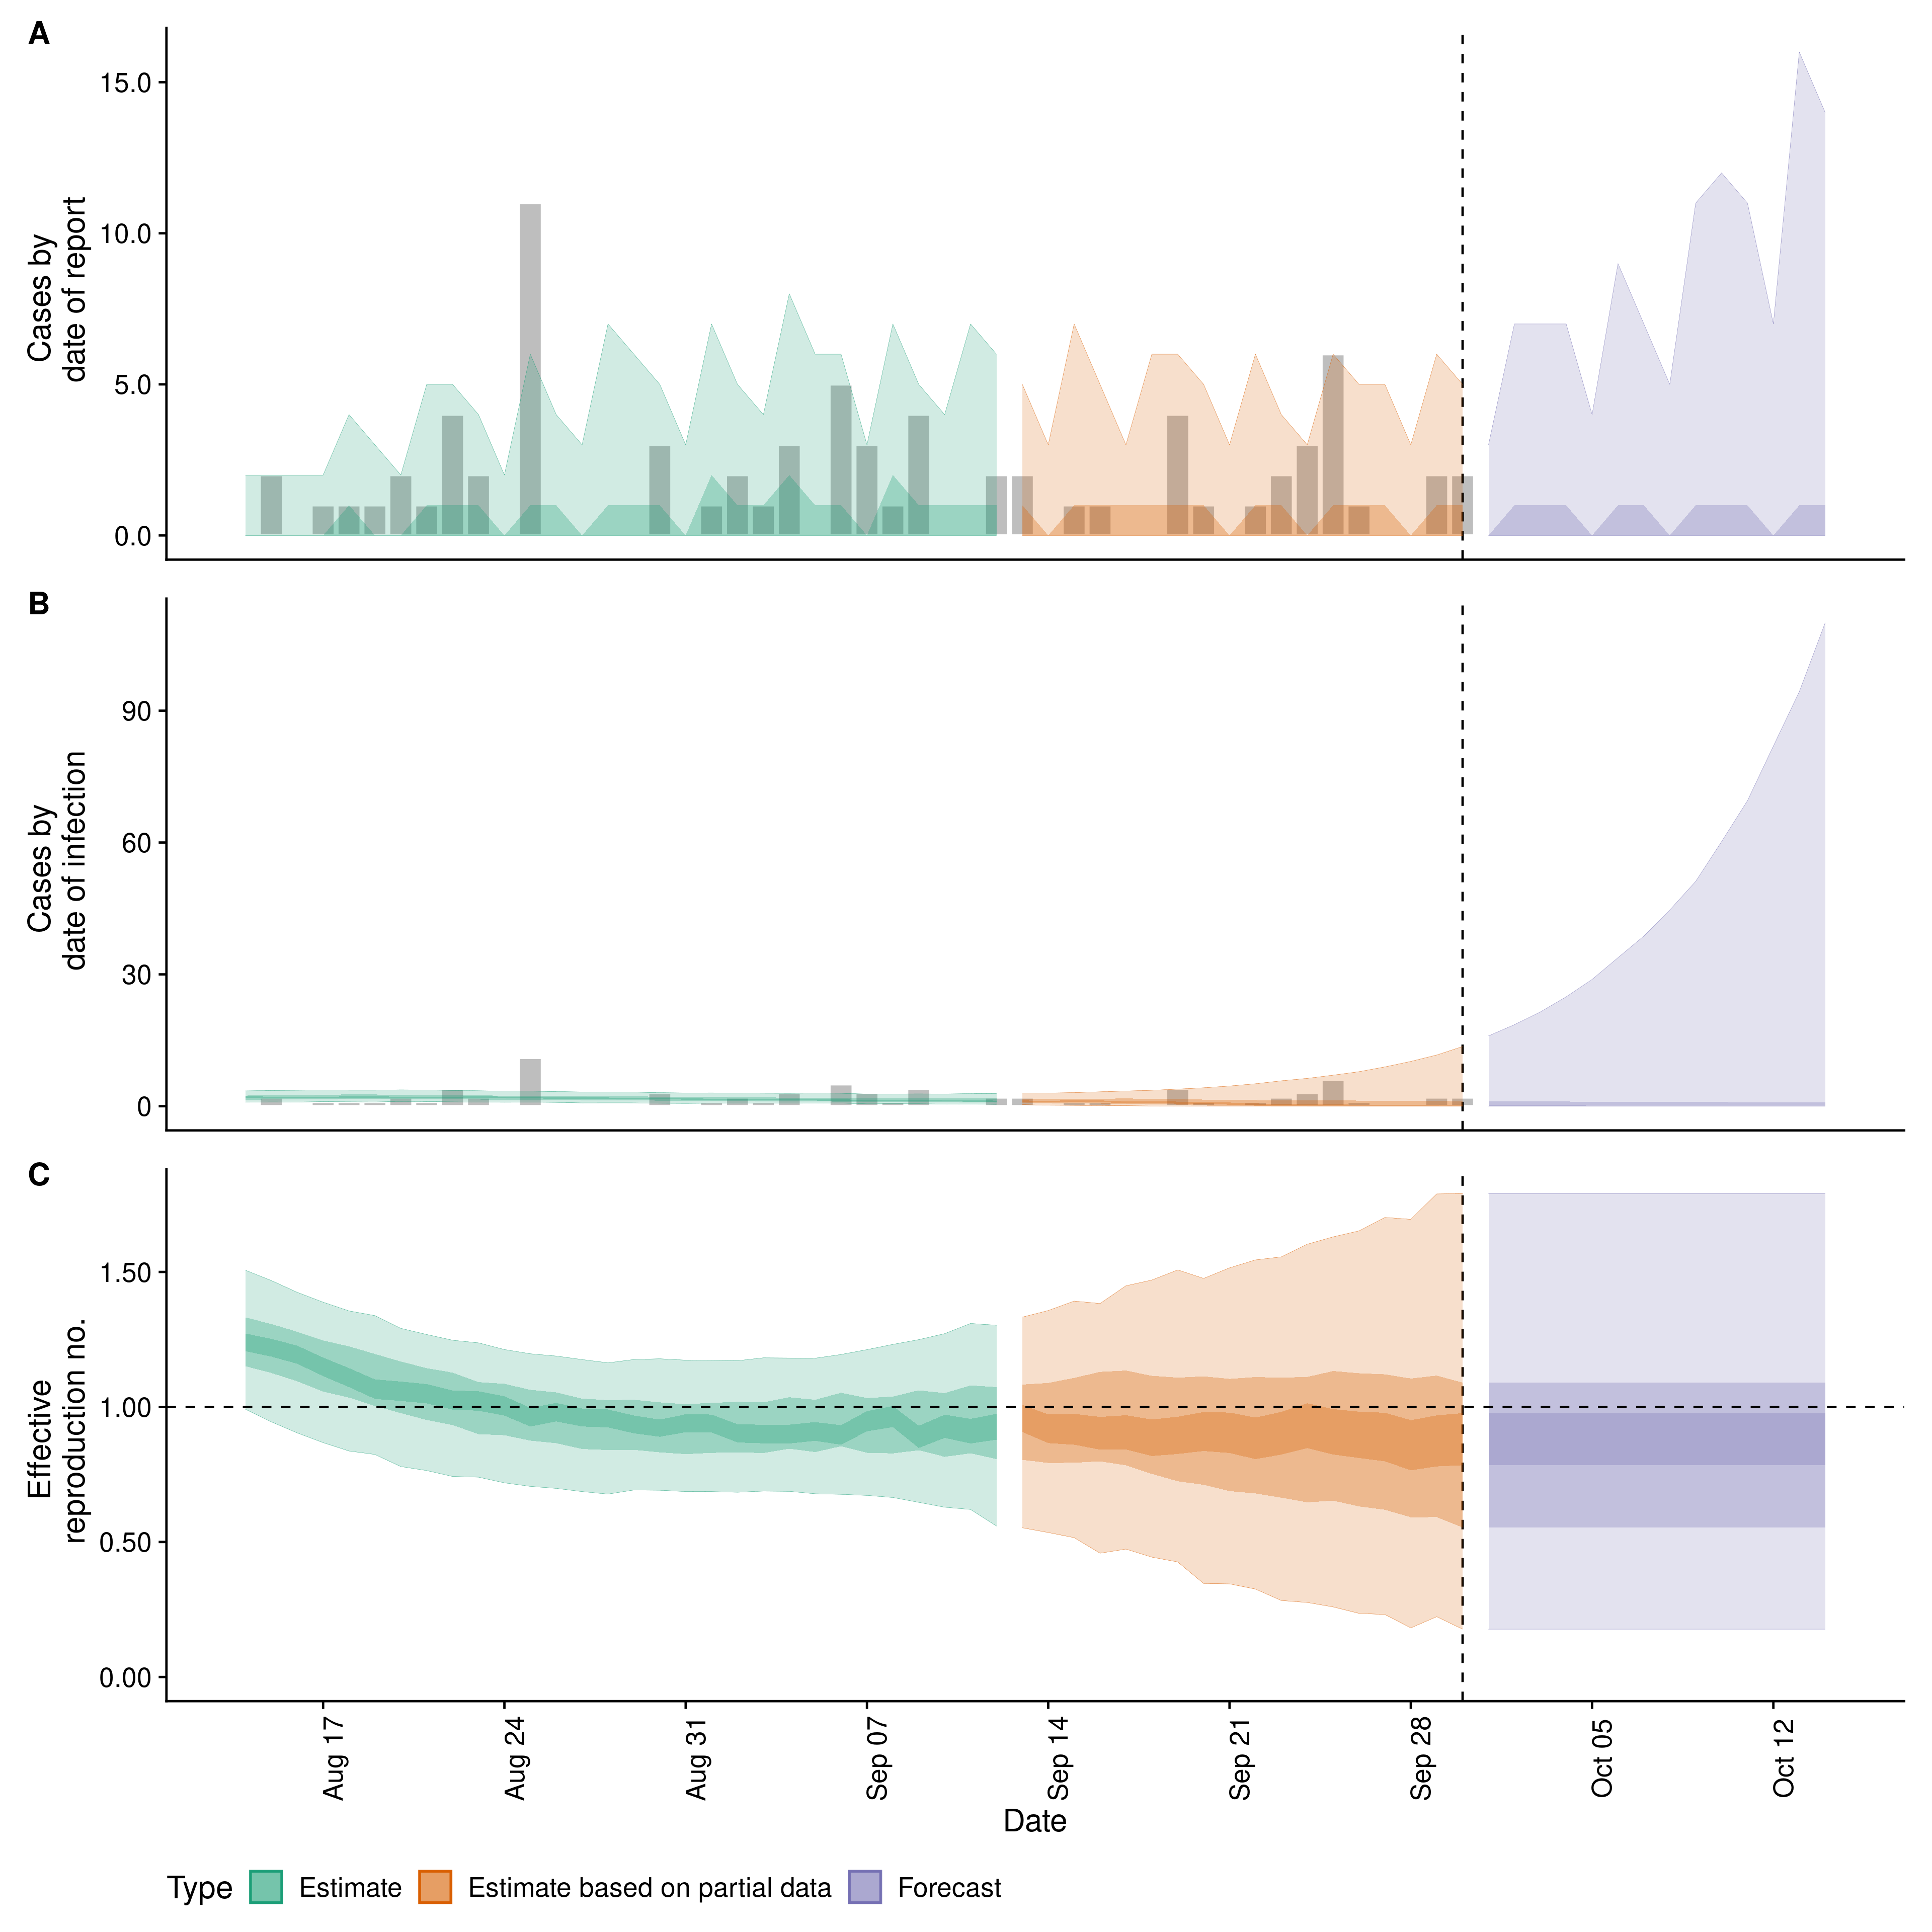 A
Cases by
date of report
15.0
10.0
5.0
0.0
B
Cases by
date of infection
90
60
30
0
C
Effective
reproduction no.
1.50
1.00
0.50
0.00
Aug 17
Aug 24
Aug 31
Sep 07
Sep 14
Sep 21
Sep 28
Oct 05
Oct 12
Date
Type
Estimate
Estimate based on partial data
Forecast